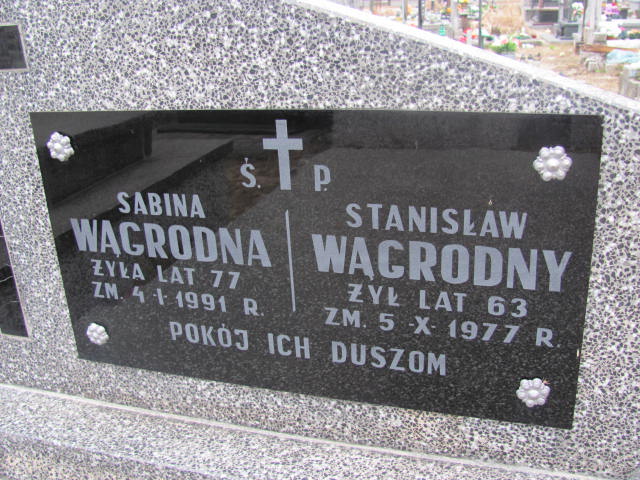 Ś. P.
SABINA
WĄGRODNA
ŻYŁA LAT 77
ZM. 4-I-1991 R.
STANISŁAW
WĄGRODNY
ŻYŁ LAT 63
ZM. 5-X-1977 R.
POKÓJ ICH DUSZOM